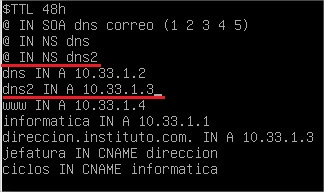 $TTL 48h
@ IN SOA dns correo (1 2 3 4 5)
@ IN NS dns
@ IN NS dns2
dns IN A 10.33.1.2
dns2 IN A 10.33.1.3_
www IN A 10.33.1.4
informatica IN A 10.33.1.1
direccion.instituto.com. IN A 10.33.1.3
jefatura IN CNAME direccion
ciclos IN CNAME informatica